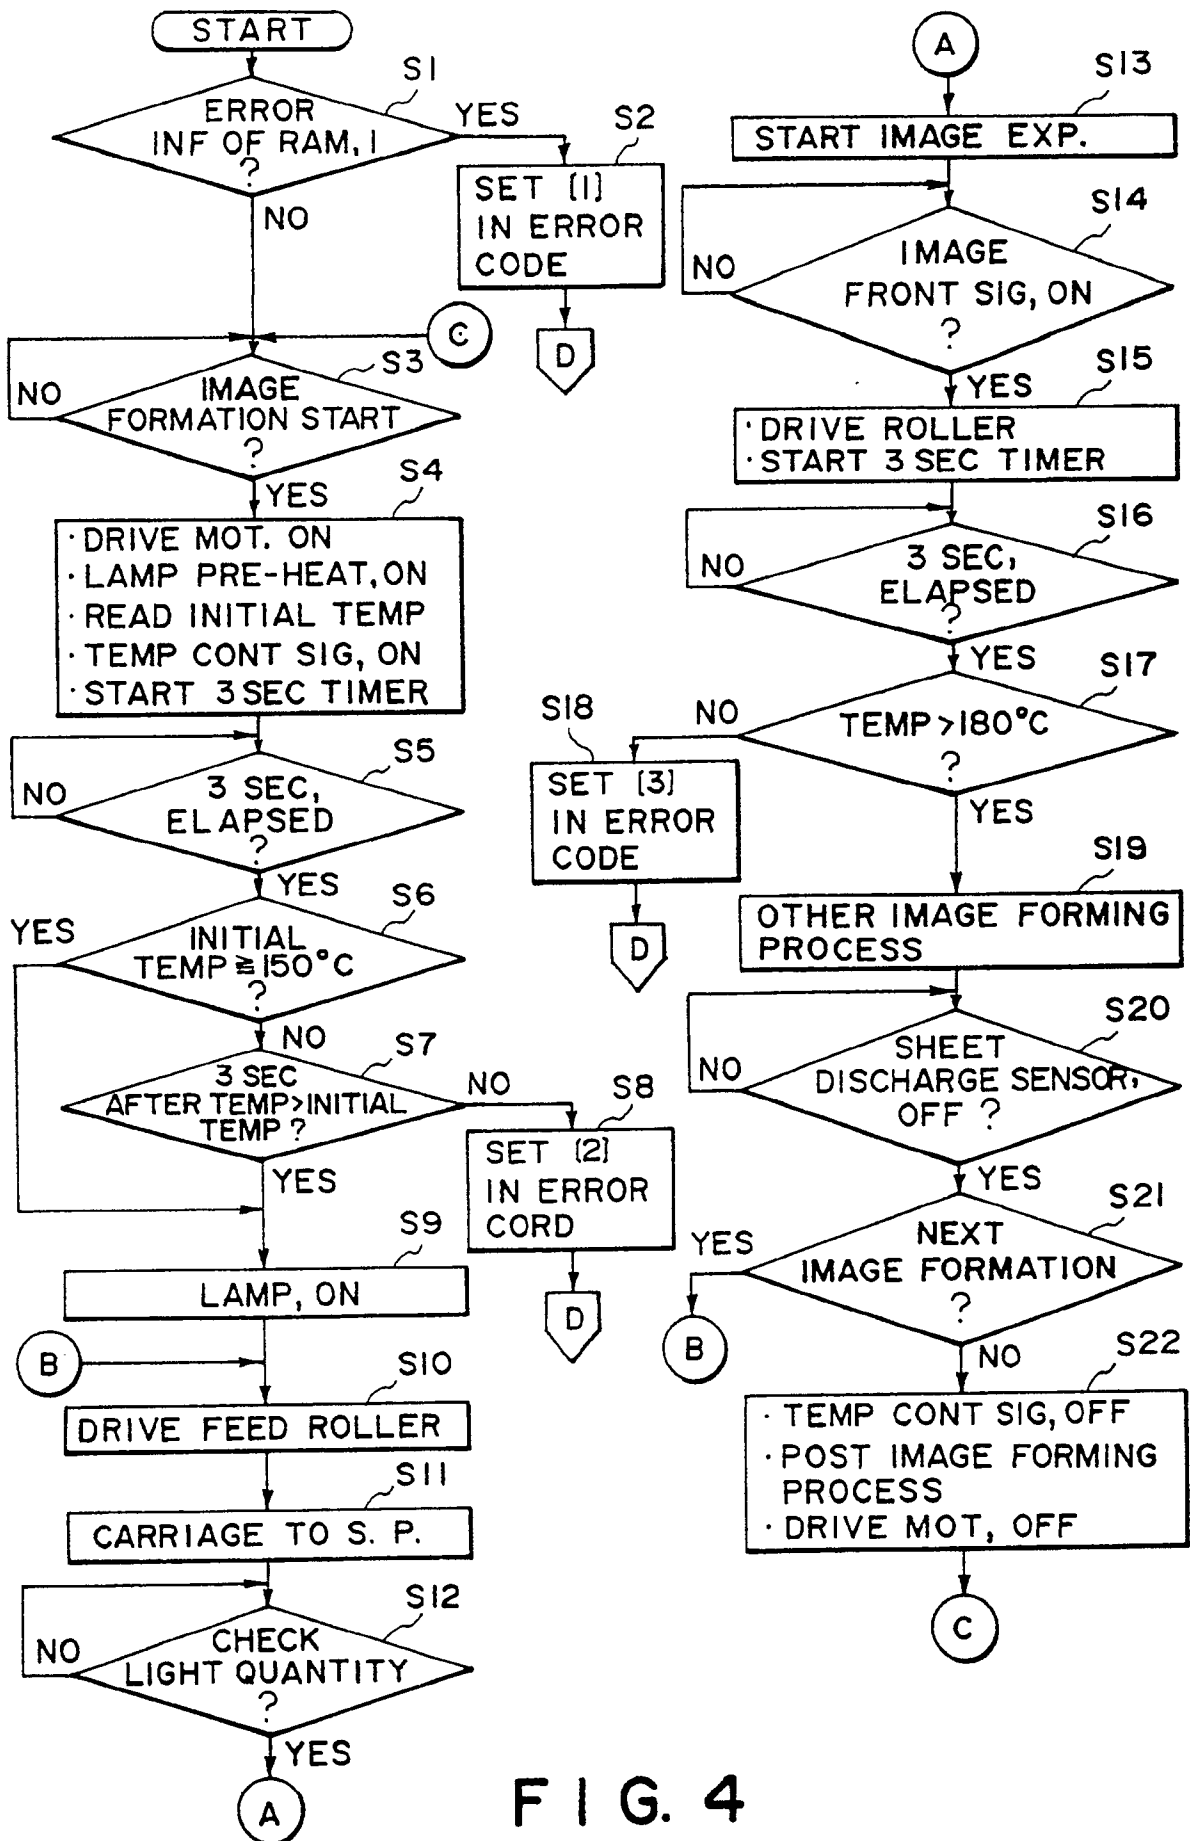 START
S1
ERROR
INF OF RAM, 1
?
YES
NO
S2
SET [1]
IN ERROR
CODE
D
C
S3
NO
IMAGE
FORMATION START
?
YES
S4
· DRIVE MOT. ON
· LAMP PRE-HEAT, ON
· READ INITIAL TEMP
· TEMP CONT SIG, ON
· START 3 SEC TIMER
S5
NO
3 SEC,
ELAPSED
?
YES
S6
YES
INITIAL
TEMP ≧ 150°C
?
NO
S7
3 SEC
AFTER TEMP > INITIAL
TEMP ?
NO
YES
S8
SET [2]
IN ERROR
CORD
D
S9
LAMP, ON
B
S10
DRIVE FEED ROLLER
S11
CARRIAGE TO S. P.
S12
NO
CHECK
LIGHT QUANTITY
?
YES
A
A
S13
START IMAGE EXP.
S14
NO
IMAGE
FRONT SIG, ON
?
YES
S15
· DRIVE ROLLER
· START 3 SEC TIMER
S16
NO
3 SEC,
ELAPSED
?
YES
S17
NO
TEMP > 180°C
?
YES
S18
SET [3]
IN ERROR
CODE
D
S19
OTHER IMAGE FORMING
PROCESS
S20
NO
SHEET
DISCHARGE SENSOR,
OFF ?
YES
S21
YES
NEXT
IMAGE FORMATION
?
B
NO
S22
· TEMP CONT SIG, OFF
· POST IMAGE FORMING
PROCESS
· DRIVE MOT, OFF
C
FIG. 4